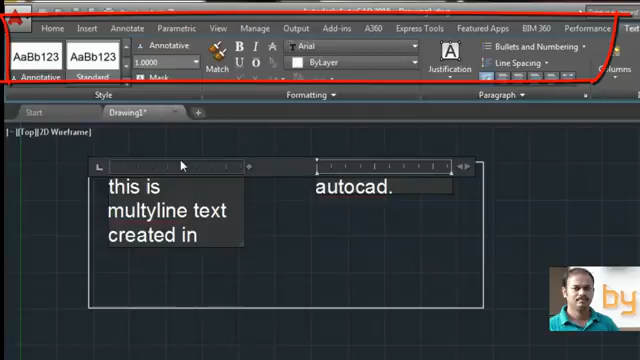 Home Insert Annotate Parametric View Manage Output Add-ins A360 Express Tools Featured Apps BIM 360 Performance Text
AaBb123 AaBb123 Annotative Match B I Arial Bullets and Numbering
1.0000 U O ByLayer Justification Line Spacing Columns
Annotative Standard Mask
Style Formatting Paragraph
Start Drawing1*
[−][Top][2D Wireframe]
this is autocad.
multyline text
created in
by